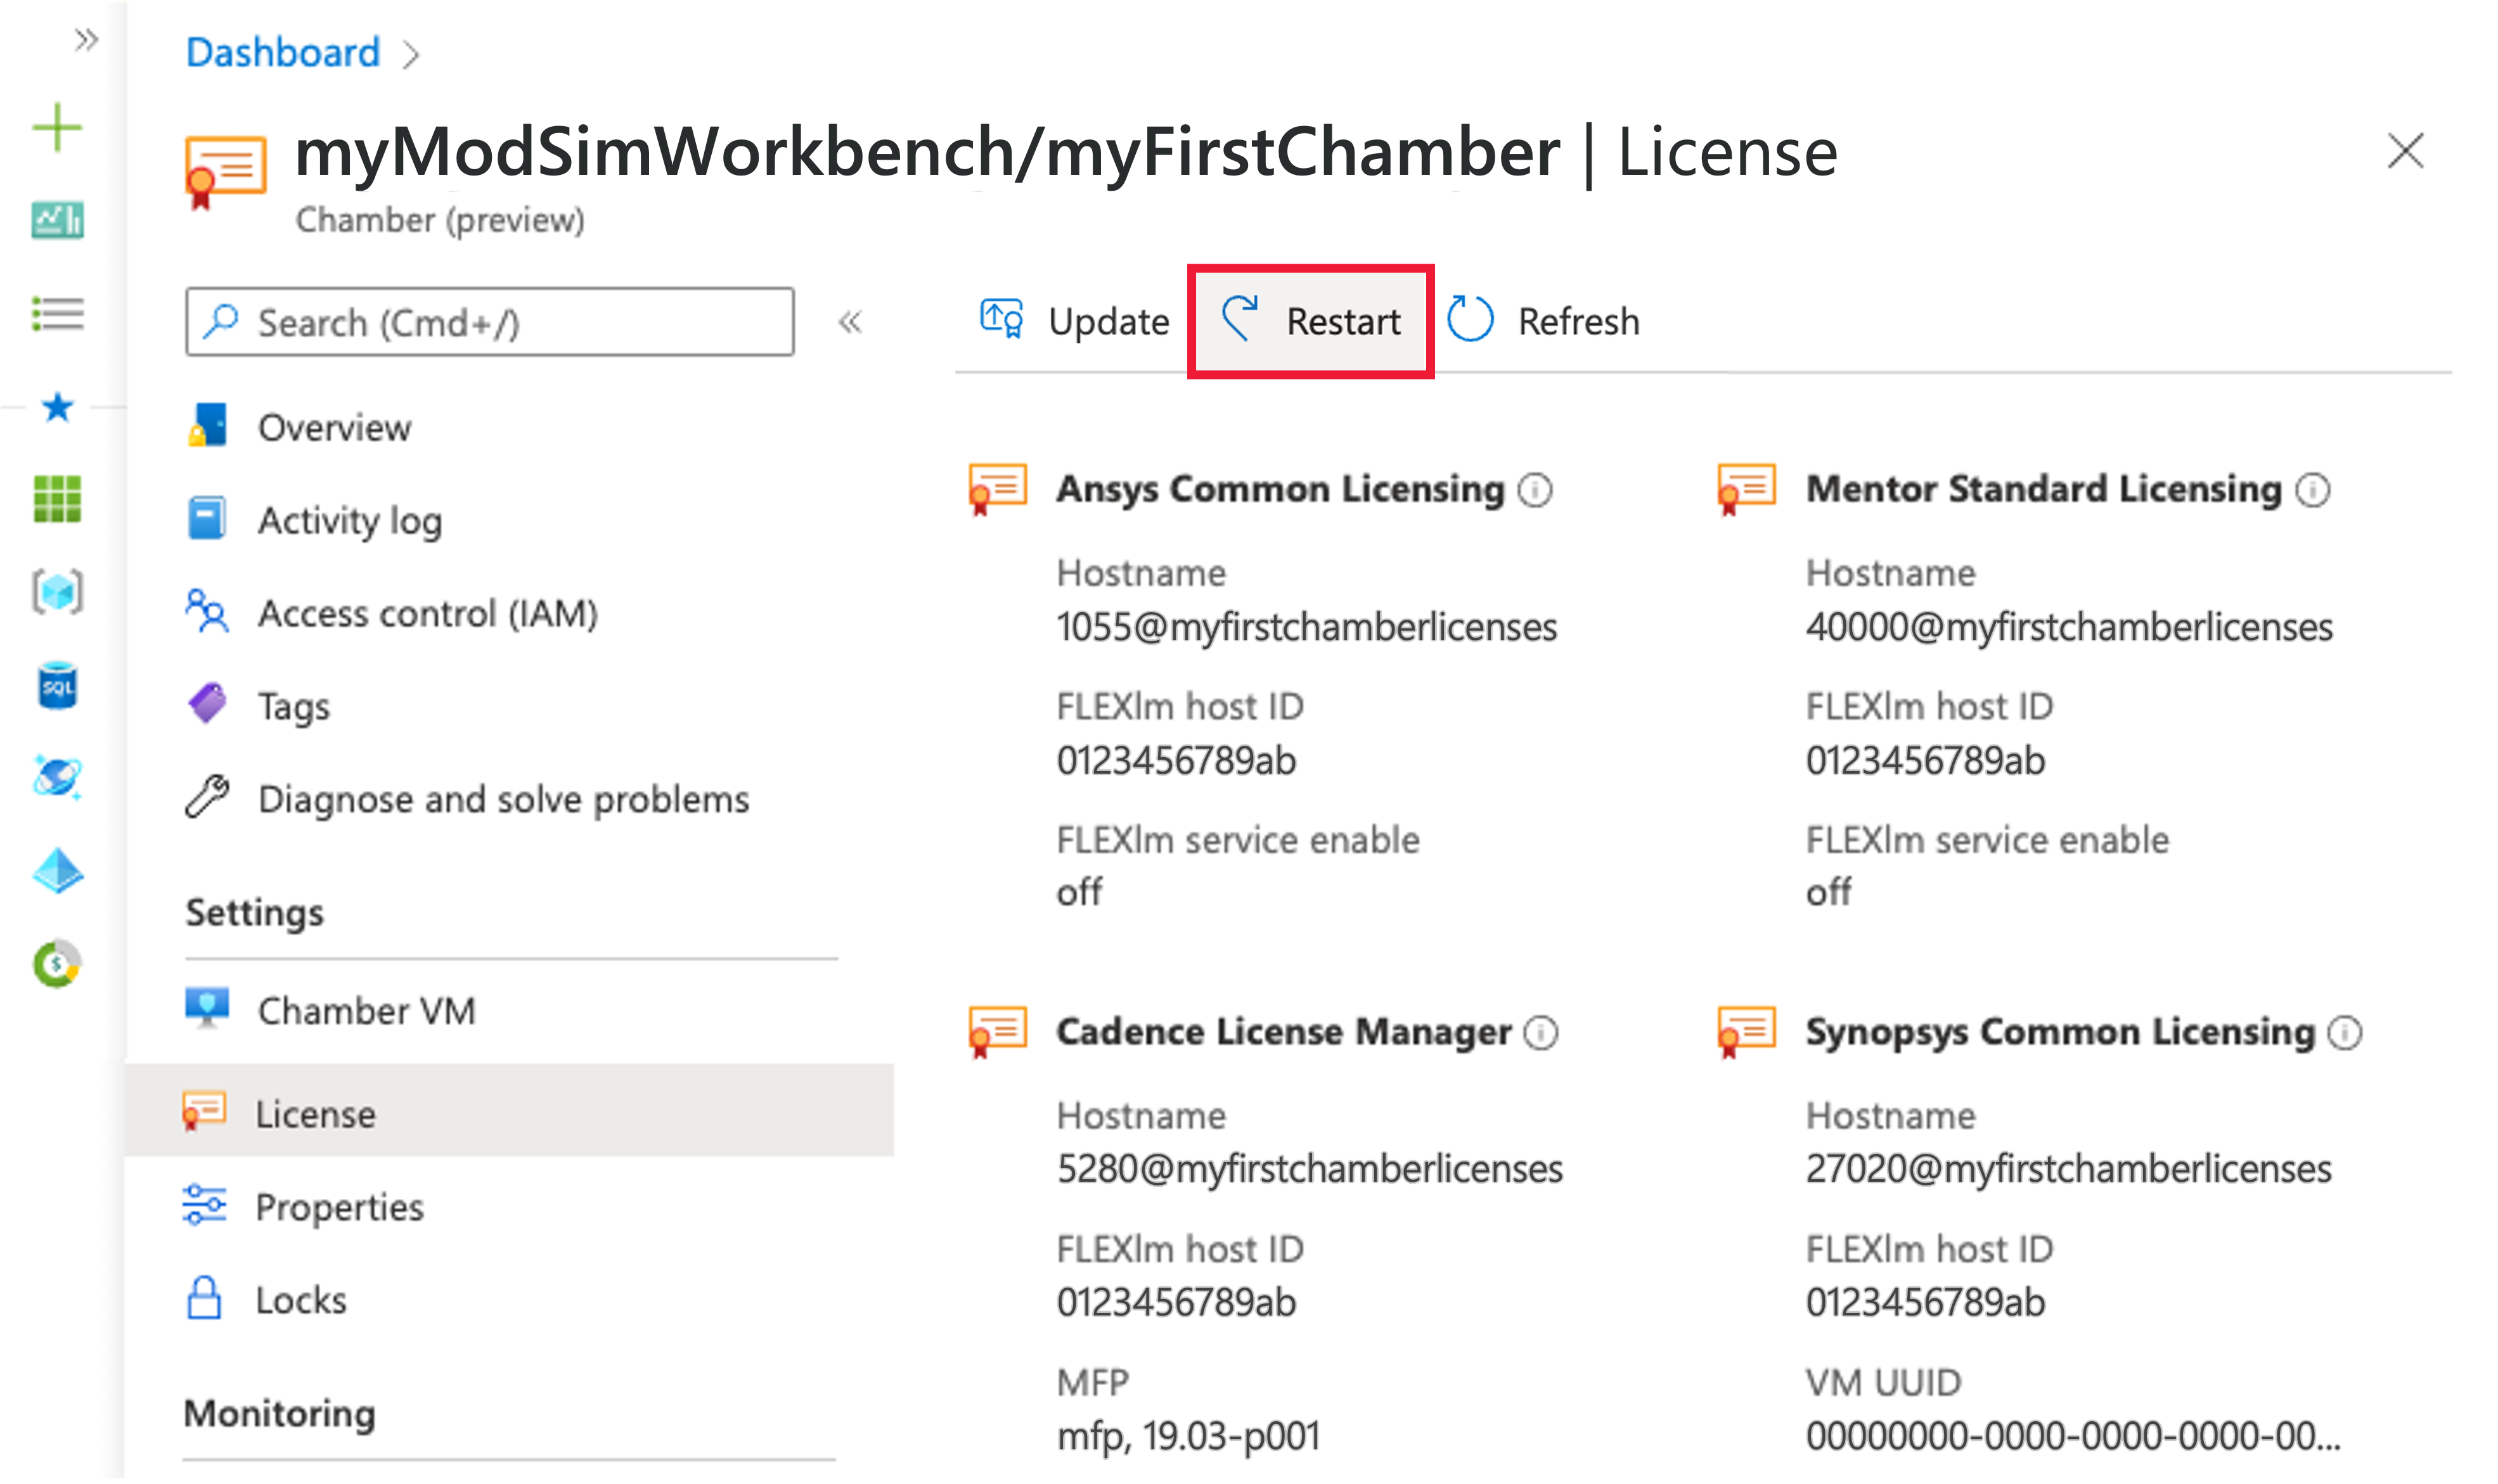 Dashboard
myModSimWorkbench/myFirstChamber | License
Chamber (preview)
Search (Cmd+/)
Overview
Activity log
Access control (IAM)
Tags
Diagnose and solve problems
Settings
Chamber VM
License
Properties
Locks
Monitoring
Update Restart Refresh
Ansys Common Licensing
Hostname
1055@myfirstchamberlicenses
FLEXlm host ID
0123456789ab
FLEXlm service enable
off
Mentor Standard Licensing
Hostname
40000@myfirstchamberlicenses
FLEXlm host ID
0123456789ab
FLEXlm service enable
off
Cadence License Manager
Hostname
5280@myfirstchamberlicenses
FLEXlm host ID
0123456789ab
MFP
mfp, 19.03-p001
Synopsys Common Licensing
Hostname
27020@myfirstchamberlicenses
FLEXlm host ID
0123456789ab
VM UUID
00000000-0000-0000-0000-00...
SQL